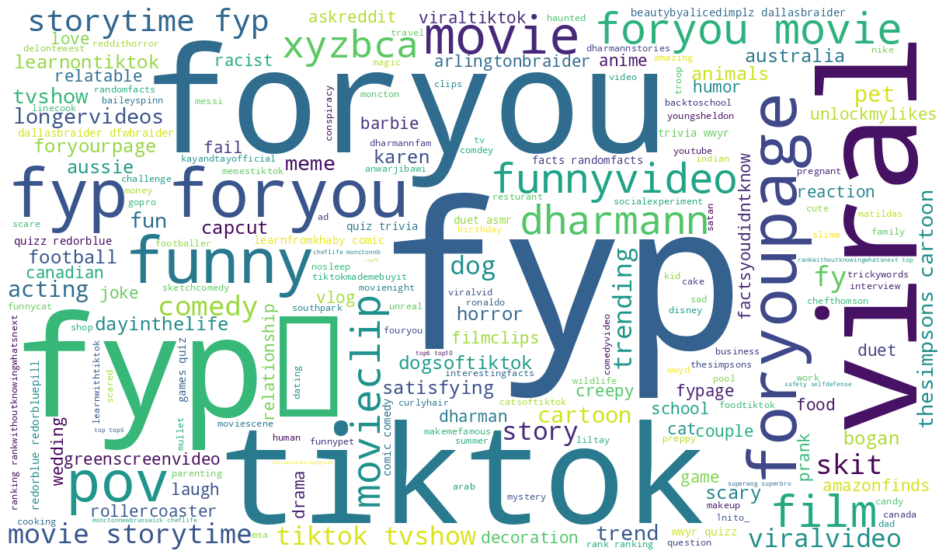 storytime fyp
askreddit
viraltiktok
beautybyalicedimplz dallasbraider
love
delontewest
reddithorror
xyzbca
travel
haunted
movie
dharmannstories
foryou movie
nike
learnontiktok
racist
arlingtonbraider
anime
amazing
australia
relatable
foryou
magic
video
animals
viral
tvshow
randomfacts
baileyspinn
messi
conspiracy
clips
troop
humor
pet
linecook
moncton
backtoschool
youngsheldon
unlockmylikes
longervideos
barbie
dharmannfam
tv
comdey
trivia wwyr
dallasbraider dfwbraider
fail
karen
youtube
foryourpage
kayandtayofficial
anwarjibawi
facts randomfacts
indian
pregnant
aussie
meme
memestiktok
funnyvideo
foryoupage
reaction
challenge
money
gopro
fyp foryou
ad
resturant
socialexperiment
satan
cute
matildas
scare
fun
capcut
quiz trivia
duet asmr
birthday
dharmann
factsyoudidntknow
slime
family
quizz redorblue
footballer
learnfromkhaby comic
fyp
rankwithoutknowingwhatsnext top
football
funny
cheflife monctonnb
dog
kid
cake
fy
trickywords
interview
canadian
nosleep
tiktokmademebuyit
trending
sad
disney
chefthomson
acting
joke
sketchcomedy
movienight
viralvid
ronaldo
horror
thesimpsons cartoon
funnycat
comedy
vlog
southpark
unreal
shop
dayinthelife
fouryou
filmclips
comedyvideo
business
duet
fyp
top6 top10
wwyd
thesimpsons
movieclip
dogsoftiktok
interestingfacts
ranking rankwithoutknowingwhatsnext
redorblue redorbluepill
learnwithtiktok
scared
games quiz
relationship
dating
satisfying
wildlife
creepy
pool
work
safety selfdefense
curlyhair
catsoftiktok
fypage
foodtiktok
food
wedding
top top6
mullet
moviescene
dharman
cartoon
school
human
funnypet
comic comedy
makemefamous
summer
story
cat
couple
preppy
bogan
greenscreenvideo
liltay
prank
skit
superwog superbro
pov
parenting
tiktok
game
amazonfinds
laugh
drama
arab
scary
makeup
candy
rollercoaster
mystery
lnito_
film
canada
cooking
monctonnewbrunswick cheflife
dad
movie storytime
msa
tiktok tvshow
decoration
trend
rank ranking
wwyr quizz
question
viralvideo